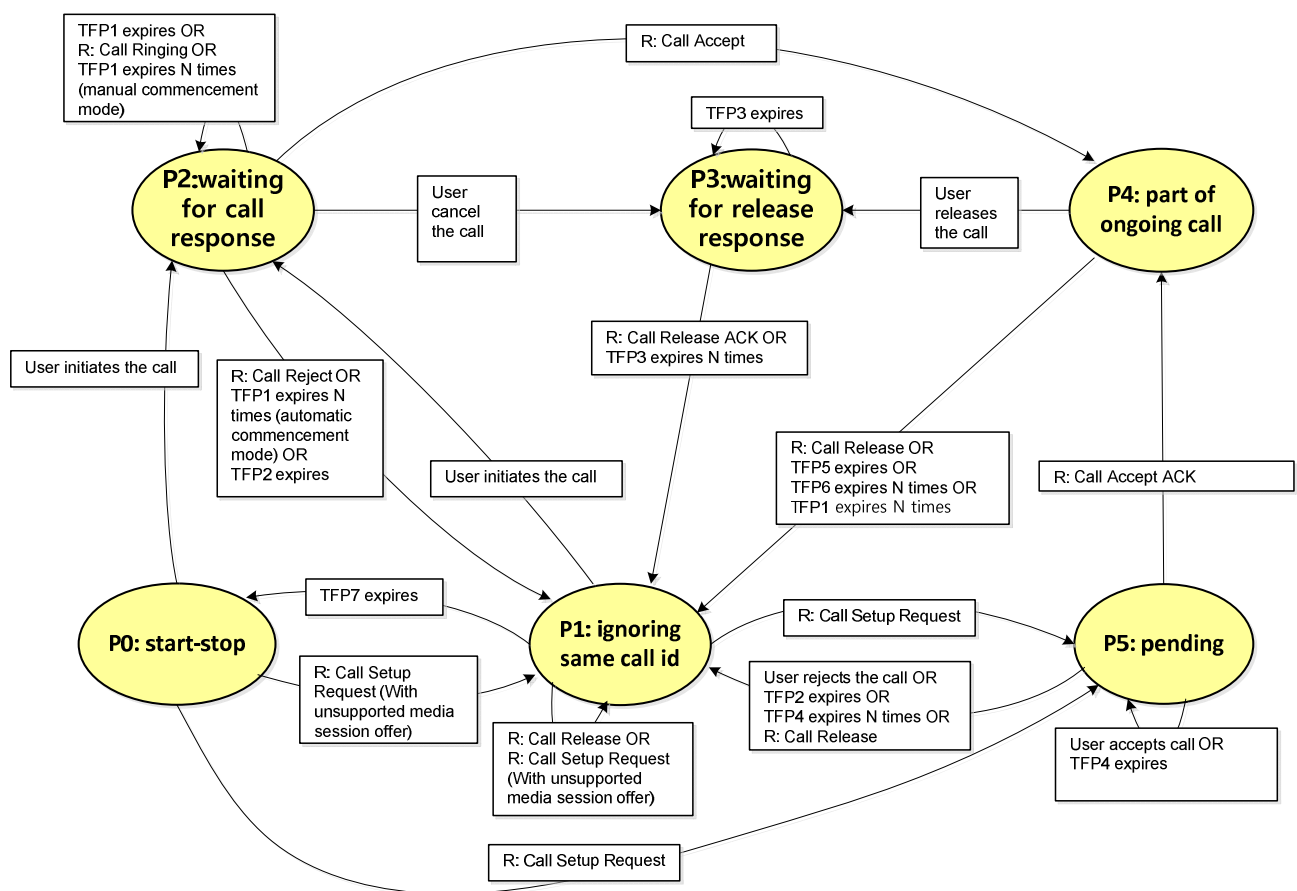 TFP1 expires OR
R: Call Ringing OR
TFP1 expires N times
(manual commencement
mode)
R: Call Accept
TFP3 expires
P2:waiting
for call
response
User
cancel
the call
P3:waiting
for release
response
User
releases
the call
P4: part of
ongoing call
User initiates the call
R: Call Reject OR
TFP1 expires N
times (automatic
commencement
mode) OR
TFP2 expires
R: Call Release ACK OR
TFP3 expires N times
User initiates the call
R: Call Release OR
TFP5 expires OR
TFP6 expires N times OR
TFP1 expires N times
R: Call Accept ACK
P0: start-stop
TFP7 expires
R: Call Setup
Request (With
unsupported media
session offer)
P1: ignoring
same call id
R: Call Release OR
R: Call Setup Request
(With unsupported
media session offer)
R: Call Setup Request
User rejects the call OR
TFP2 expires OR
TFP4 expires N times OR
R: Call Release
P5: pending
User accepts call OR
TFP4 expires
R: Call Setup Request